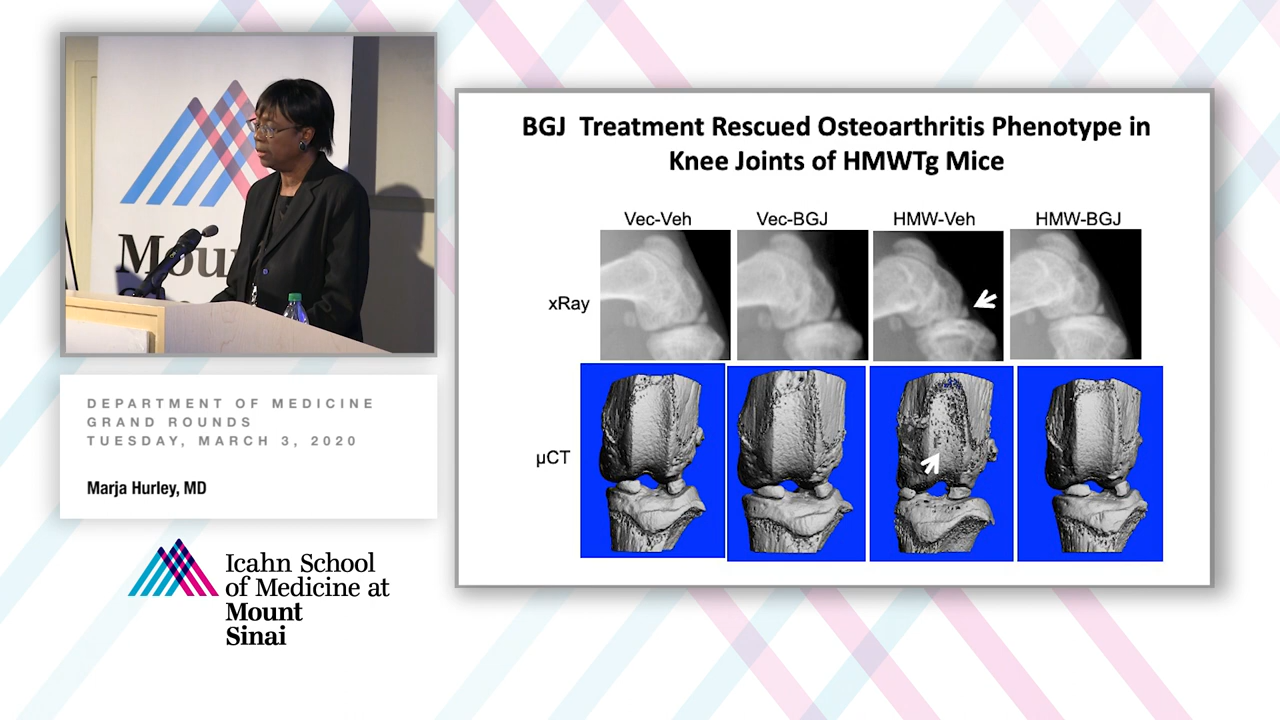 Mou
DEPARTMENT OF MEDICINE
GRAND ROUNDS
TUESDAY, MARCH 3, 2020
Marja Hurley, MD
Icahn School
of Medicine at
Mount
Sinai
BGJ Treatment Rescued Osteoarthritis Phenotype in
Knee Joints of HMWTg Mice
Vec-Veh Vec-BGJ HMW-Veh HMW-BGJ
xRay
µCT